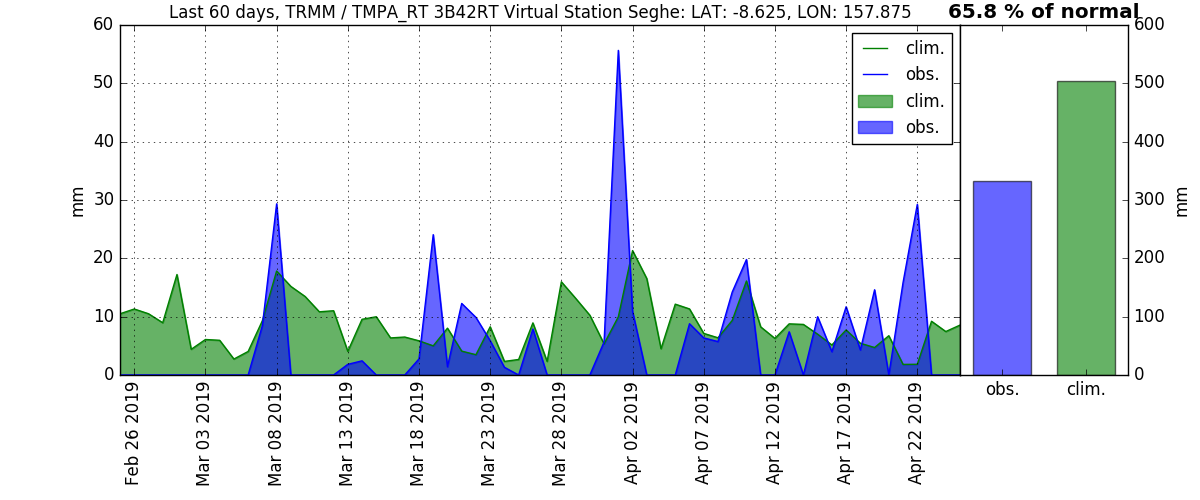 Last 60 days, TRMM / TMPA_RT 3B42RT Virtual Station Seghe: LAT: -8.625, LON: 157.875
65.8 % of normal
60
50
40
30
20
10
0
mm
clim.
obs.
clim.
obs.
Feb 26 2019
Mar 03 2019
Mar 08 2019
Mar 13 2019
Mar 18 2019
Mar 23 2019
Mar 28 2019
Apr 02 2019
Apr 07 2019
Apr 12 2019
Apr 17 2019
Apr 22 2019
600
500
400
300
200
100
0
mm
obs.
clim.